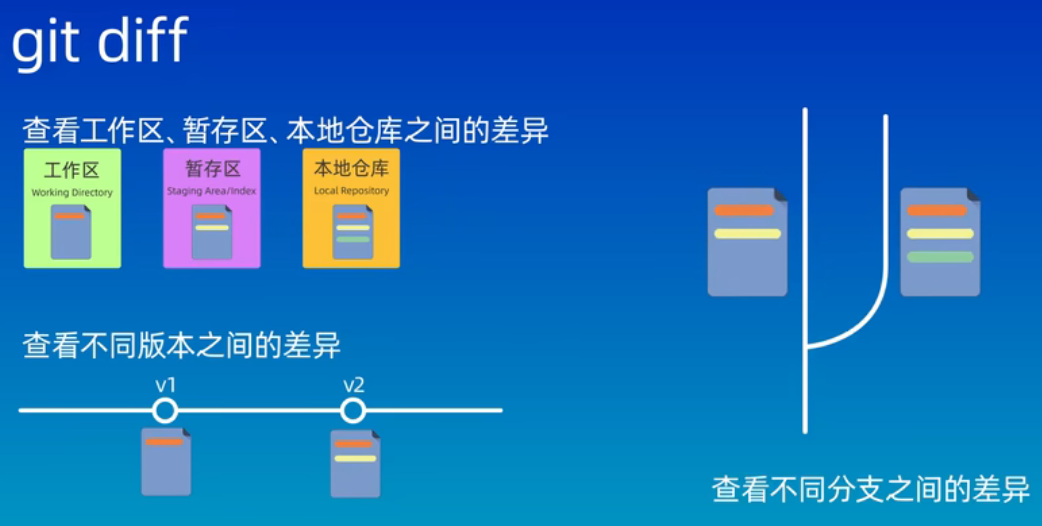 git diff
查看工作区、暂存区、本地仓库之间的差异
工作区
Working Directory
暂存区
Staging Area/Index
本地仓库
Local Repository
查看不同版本之间的差异
v1
v2
查看不同分支之间的差异